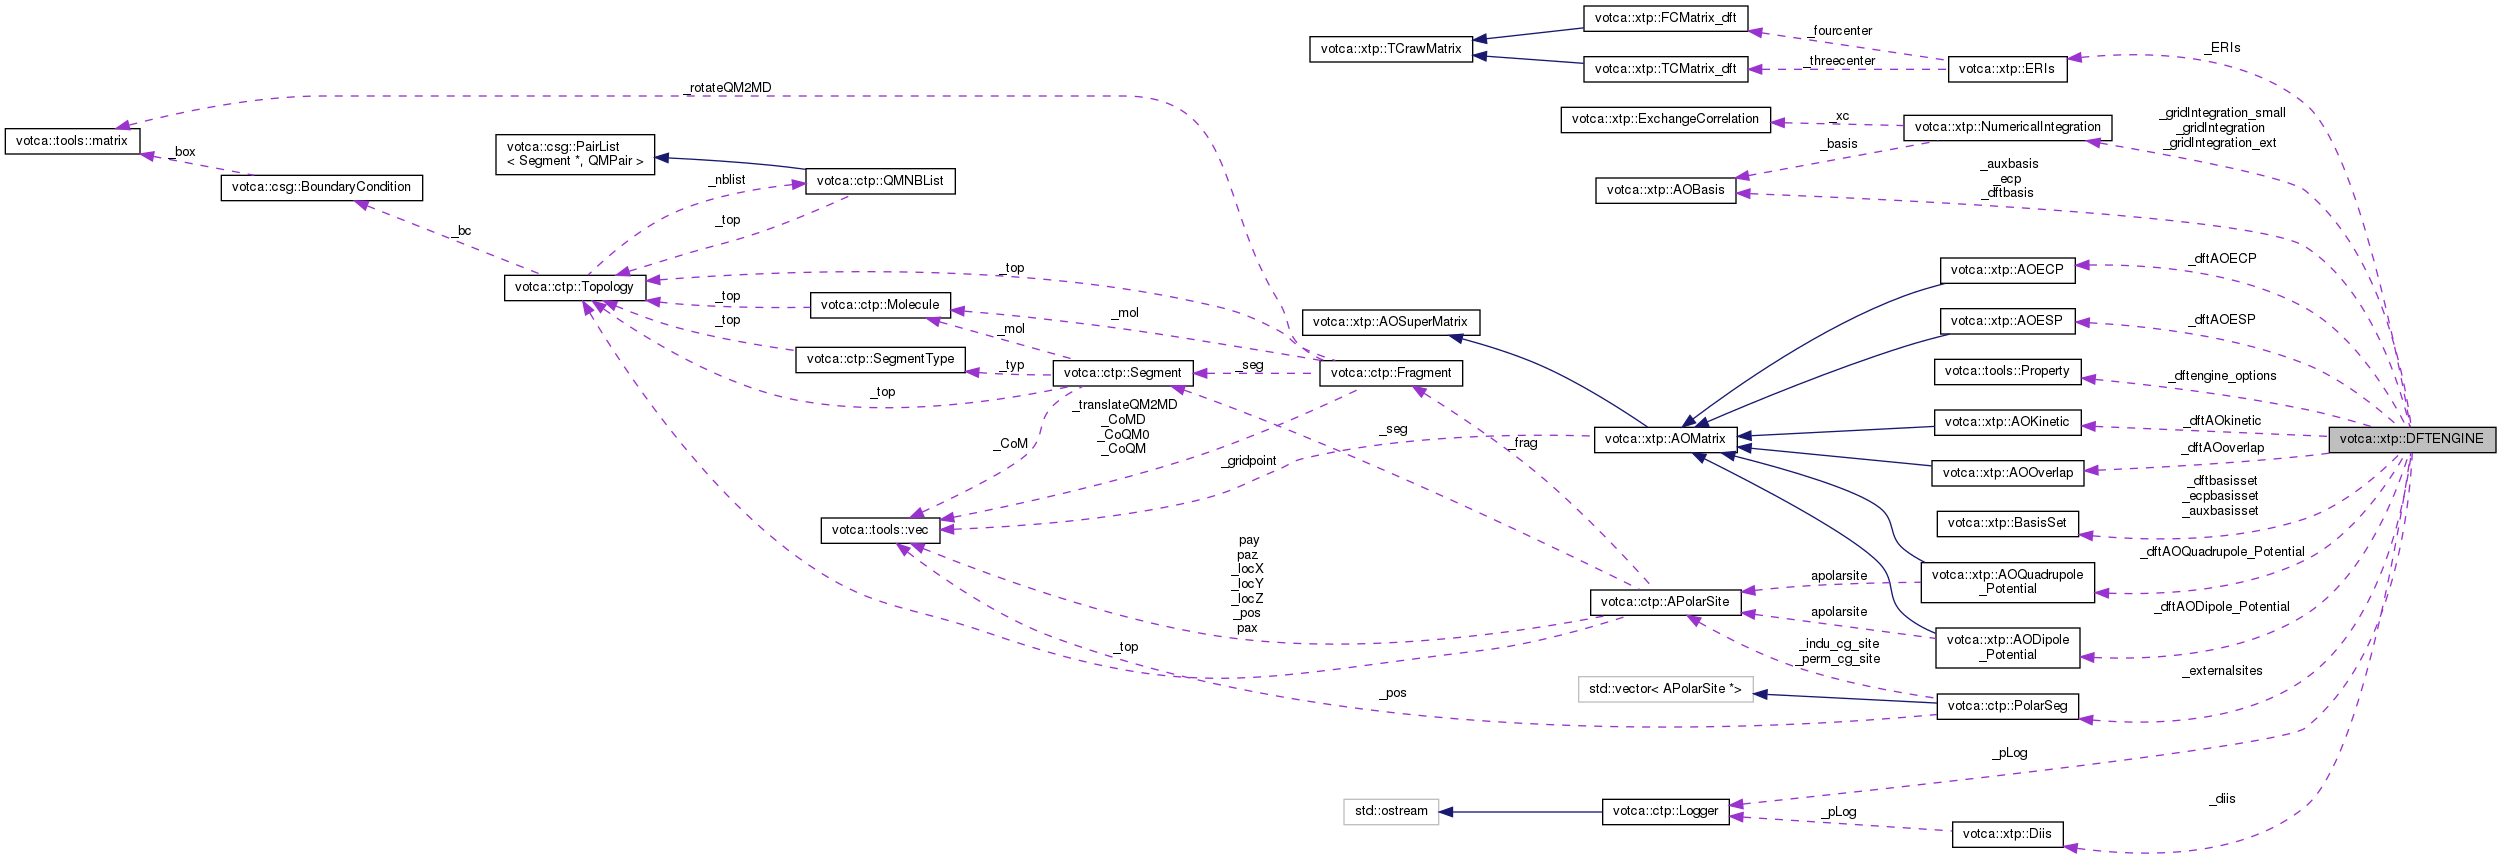 votca::xtp::FCMatrix_dft
_fourcenter
votca::xtp::TCrawMatrix
_ERIs
_threecenter
votca::xtp::TCMatrix_dft
votca::xtp::ERIs
_rotateQM2MD
_gridIntegration_small
_gridIntegration
_gridIntegration_ext
votca::xtp::ExchangeCorrelation
_xc
votca::xtp::NumericalIntegration
votca::tools::matrix
_box
votca::csg::PairList
< Segment *, QMPair >
_basis
_auxbasis
_ecp
_dftbasis
votca::csg::BoundaryCondition
_nblist
votca::ctp::QMNBList
votca::xtp::AOBasis
_bc
_top
_top
_dftAOECP
votca::xtp::AOECP
votca::ctp::Topology
_top
votca::ctp::Molecule
_mol
_mol
votca::xtp::AOSuperMatrix
votca::xtp::AOESP
_dftAOESP
_top
votca::ctp::SegmentType
_typ
votca::ctp::Segment
_seg
votca::ctp::Fragment
votca::tools::Property
_dftengine_options
_top
_translateQM2MD
_CoMD
_CoQM0
_CoQM
_CoM
_seg
_frag
votca::xtp::AOMatrix
votca::xtp::AOKinetic
_dftAOkinetic
votca::xtp::DFTENGINE
_dftAOoverlap
votca::xtp::AOOverlap
_gridpoint
_dftbasisset
_ecpbasisset
_auxbasisset
votca::xtp::BasisSet
votca::tools::vec
pay
paz
_locX
_locY
_locZ
_pos
pax
_dftAOQuadrupole_Potential
votca::xtp::AOQuadrupole
_Potential
apolarsite
votca::ctp::APolarSite
apolarsite
_dftAODipole_Potential
votca::xtp::AODipole
_Potential
_top
_indu_cg_site
_perm_cg_site
_externalsites
std::vector< APolarSite *>
_pos
votca::ctp::PolarSeg
_pLog
std::ostream
votca::ctp::Logger
_pLog
_diis
votca::xtp::Diis